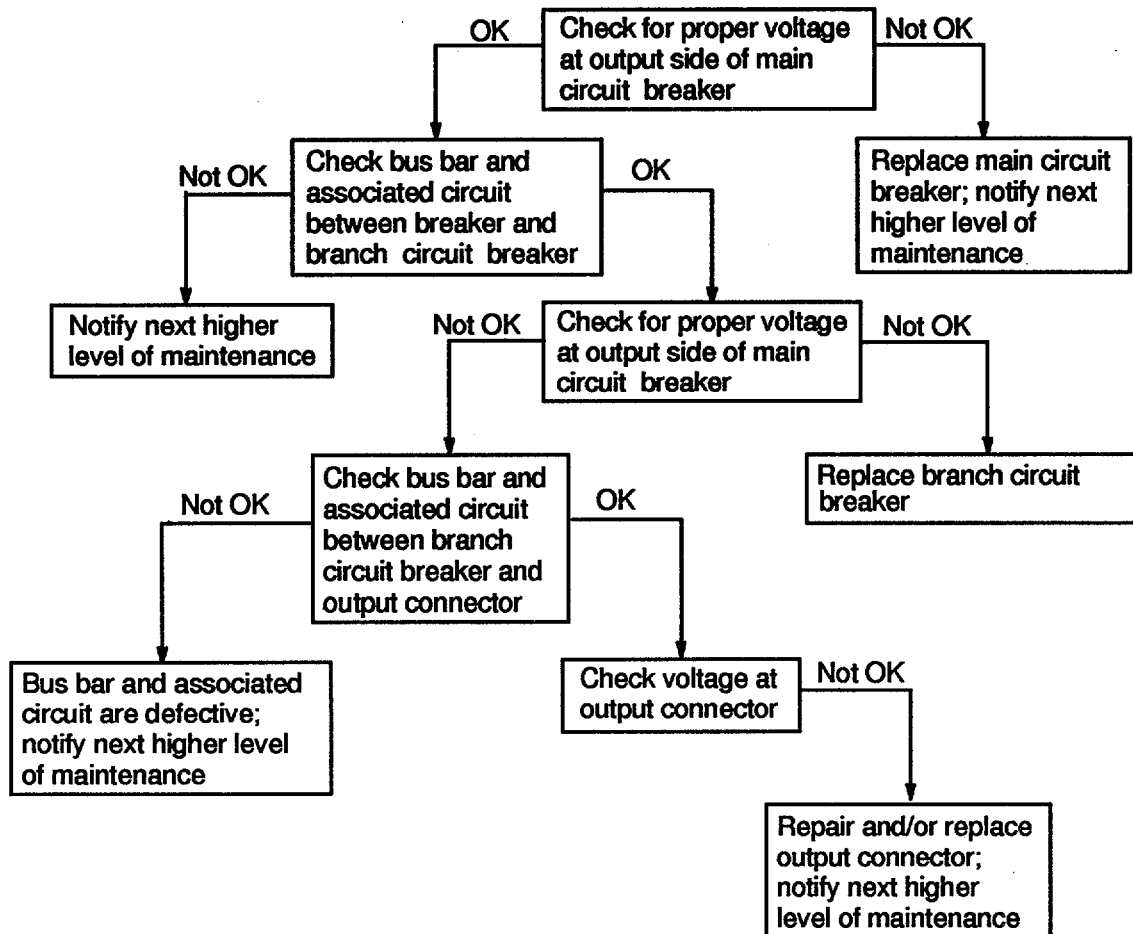 OK
Check for proper voltage
at output side of main
circuit breaker
Not OK
Not OK
Check bus bar and
associated circuit
between breaker and
branch circuit breaker
OK
Replace main circuit
breaker; notify next
higher level of
maintenance
Notify next higher
level of maintenance
Not OK
Check for proper voltage
at output side of main
circuit breaker
Not OK
Not OK
Check bus bar and
associated circuit
between branch
circuit breaker and
output connector
OK
Replace branch circuit
breaker
Bus bar and associated
circuit are defective;
notify next higher level
of maintenance
Check voltage at
output connector
Not OK
Repair and/or replace
output connector;
notify next higher
level of maintenance